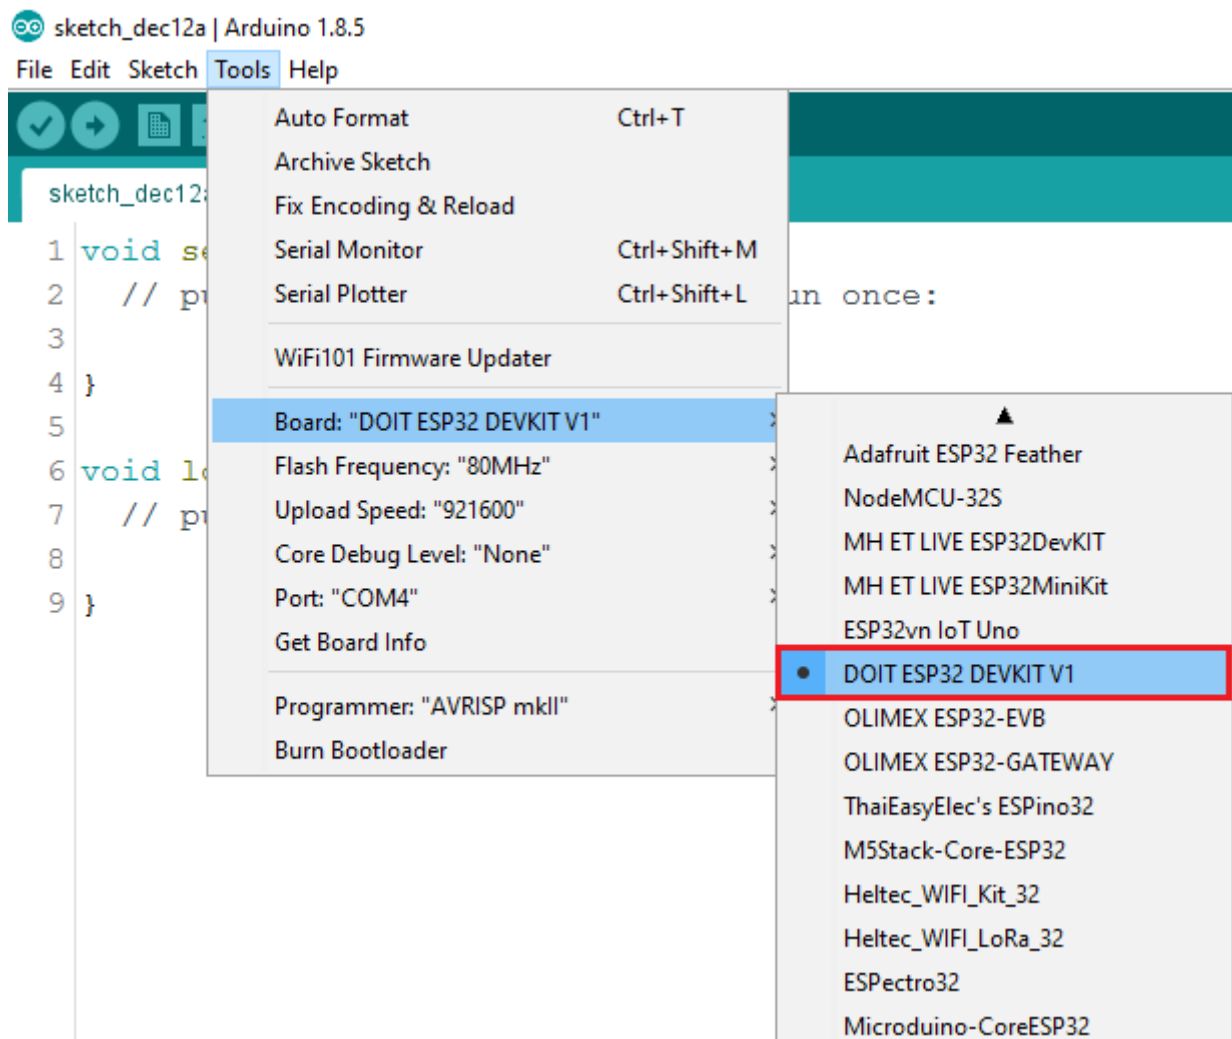 sketch_dec12a | Arduino 1.8.5
File Edit Sketch Tools Help
Auto Format Ctrl+T
Archive Sketch
Fix Encoding & Reload
Serial Monitor Ctrl+Shift+M
Serial Plotter Ctrl+Shift+L
WiFi101 Firmware Updater
Board: "DOIT ESP32 DEVKIT V1"
Flash Frequency: "80MHz"
Upload Speed: "921600"
Core Debug Level: "None"
Port: "COM4"
Get Board Info
Programmer: "AVRISP mkII"
Burn Bootloader
Adafruit ESP32 Feather
NodeMCU-32S
MH ET LIVE ESP32DevKIT
MH ET LIVE ESP32MiniKit
ESP32vn IoT Uno
DOIT ESP32 DEVKIT V1
OLIMEX ESP32-EVB
OLIMEX ESP32-GATEWAY
ThaiEasyElec's ESPino32
M5Stack-Core-ESP32
Heltec_WIFI_Kit_32
Heltec_WIFI_LoRa_32
ESPectro32
Microduino-CoreESP32
sketch_dec12a
1 void
2 // once:
3
4 }
5
6 void
7 //
8
9 }